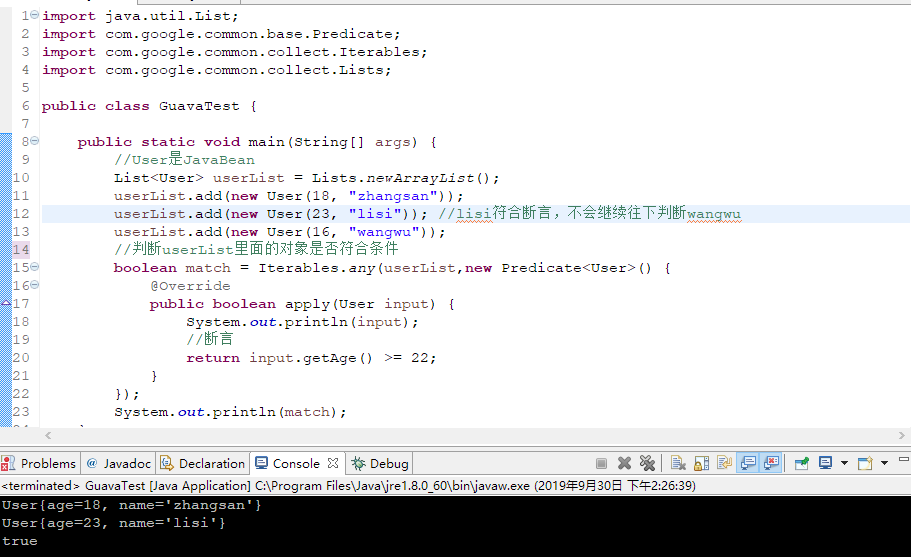 1 import java.util.List;
2 import com.google.common.base.Predicate;
3 import com.google.common.collect.Iterables;
4 import com.google.common.collect.Lists;
5
6 public class GuavaTest {
7
8 public static void main(String[] args) {
9 //User是JavaBean
10 List<User> userList = Lists.newArrayList();
11 userList.add(new User(18, "zhangsan"));
12 userList.add(new User(23, "lisi")); //lisi符合断言，不会继续往下判断wangwu
13 userList.add(new User(16, "wangwu"));
14 //判断userList里面的对象是否符合条件
15 boolean match = Iterables.any(userList,new Predicate<User>() {
16 @Override
17 public boolean apply(User input) {
18 System.out.println(input);
19 //断言
20 return input.getAge() >= 22;
21 }
22 });
23 System.out.println(match);
Problems @ Javadoc Declaration Console Debug
<terminated> GuavaTest [Java Application] C:\Program Files\Java\jre1.8.0_60\bin\javaw.exe (2019年9月30日 下午2:26:39)
User{age=18, name='zhangsan'}
User{age=23, name='lisi'}
true